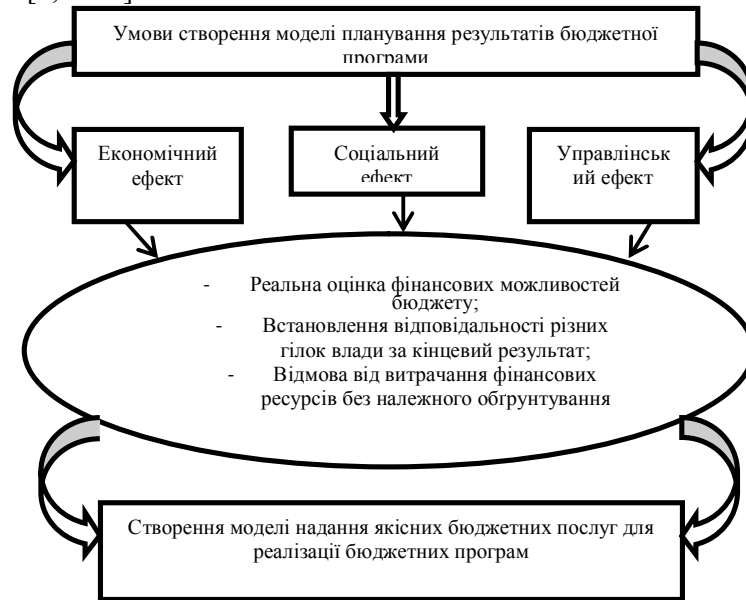 Умови створення моделі планування результатів бюджетної
програми
Економічний
ефект
Соціальний
ефект
Управлінськ
ий ефект
- Реальна оцінка фінансових можливостей
бюджету;
- Встановлення відповідальності різних
гілок влади за кінцевий результат;
- Відмова від витрачання фінансових
ресурсів без належного обґрунтування
Створення моделі надання якісних бюджетних послуг для
реалізації бюджетних програм